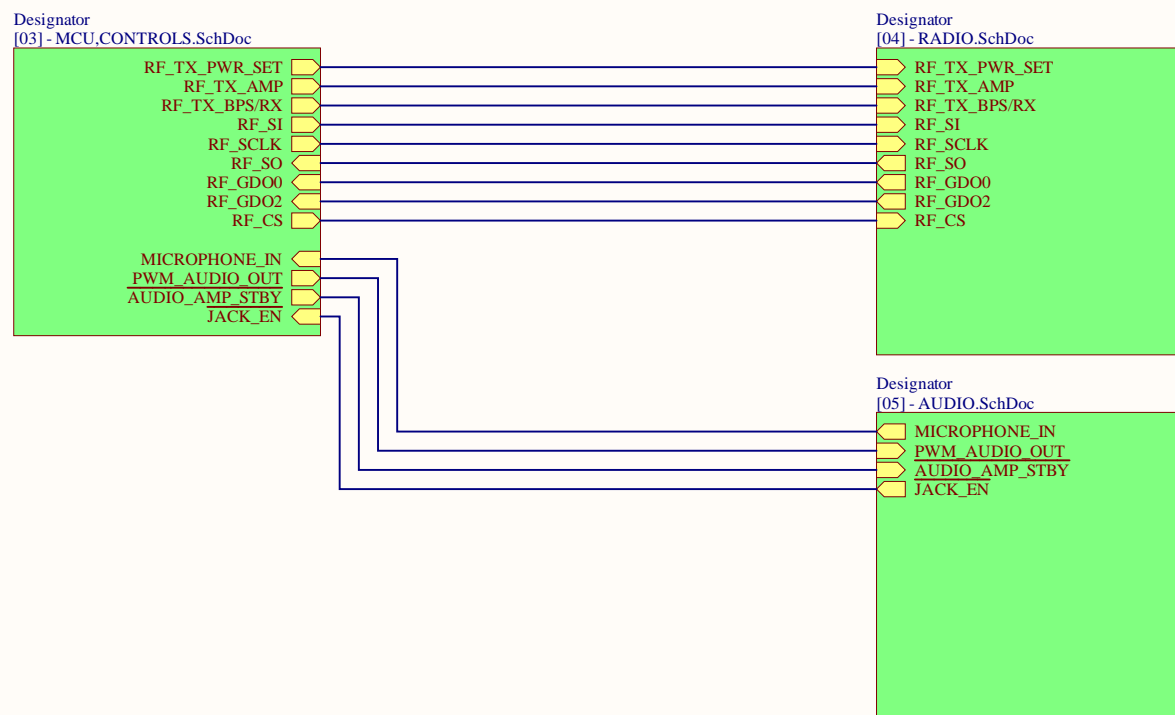 Designator
[03] - MCU,CONTROLS.SchDoc
RF_TX_PWR_SET
RF_TX_AMP
RF_TX_BPS/RX
RF_SI
RF_SCLK
RF_SO
RF_GDO0
RF_GDO2
RF_CS
MICROPHONE_IN
PWM_AUDIO_OUT
AUDIO_AMP_STBY
JACK_EN
Designator
[04] - RADIO.SchDoc
RF_TX_PWR_SET
RF_TX_AMP
RF_TX_BPS/RX
RF_SI
RF_SCLK
RF_SO
RF_GDO0
RF_GDO2
RF_CS
Designator
[05] - AUDIO.SchDoc
MICROPHONE_IN
PWM_AUDIO_OUT
AUDIO_AMP_STBY
JACK_EN